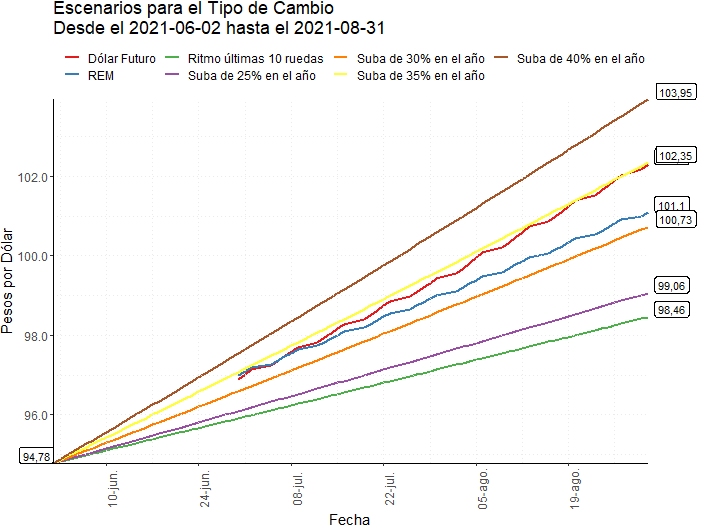 Escenarios para el Tipo de Cambio
Desde el 2021-06-02 hasta el 2021-08-31
Dólar Futuro
Ritmo últimas 10 ruedas
Suba de 30% en el año
Suba de 40% en el año
REM
Suba de 25% en el año
Suba de 35% en el año
103,95
102,35
101,1
100,73
99,06
98,46
94,78
102.0
100.0
98.0
96.0
Pesos por Dólar
10-jun.
24-jun.
08-jul.
22-jul.
05-ago.
19-ago.
Fecha